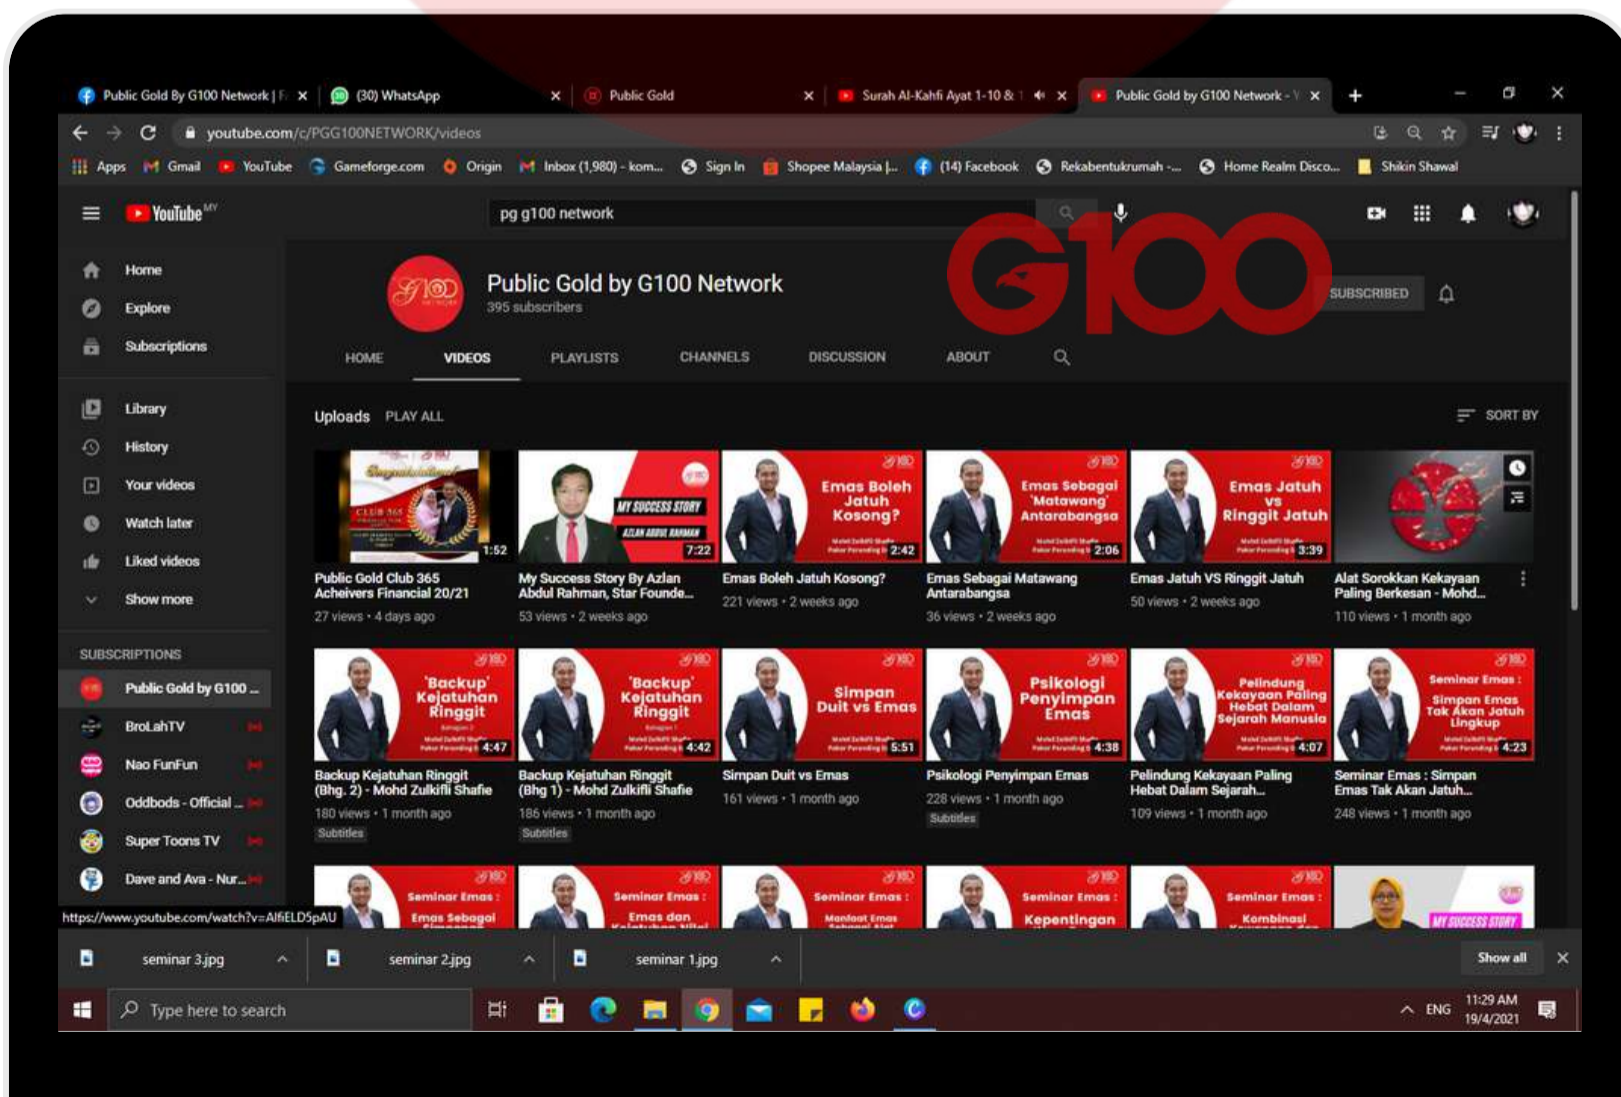 Public Gold By G100 Network | F
(30) WhatsApp
Public Gold
Surah Al-Kahfi Ayat 1-10 & 1
Public Gold by G100 Network - Y
youtube.com/c/PGG100NETWORK/videos
Apps Gmail YouTube Gameforge.com Origin Inbox (1,980) - kom... Sign In Shopee Malaysia |... (14) Facebook Rekabentukrumah -... Home Realm Disco... Shikin Shawal
YouTube MY
pg g100 network
G100
Home
Explore
Subscriptions
Library
History
Your videos
Watch later
Liked videos
Show more
SUBSCRIPTIONS
Public Gold by G100 ...
BroLahTV
Nao FunFun
Oddbods - Official ...
Super Toons TV
Dave and Ava - Nur...
Public Gold by G100 Network
395 subscribers
SUBSCRIBED
HOME VIDEOS PLAYLISTS CHANNELS DISCUSSION ABOUT
Uploads PLAY ALL
SORT BY
Congratulations
CLUB 365
1:52
Public Gold Club 365
Acheivers Financial 20/21
27 views • 4 days ago
MY SUCCESS STORY
AZLAN ABDUL RAHMAN
7:22
My Success Story By Azlan
Abdul Rahman, Star Founde...
53 views • 2 weeks ago
Emas Boleh
Jatuh
Kosong?
2:42
Emas Boleh Jatuh Kosong?
221 views • 2 weeks ago
Emas Sebagai
'Matawang'
Antarabangsa
2:06
Emas Sebagai Matawang
Antarabangsa
36 views • 2 weeks ago
Emas Jatuh
vs
Ringgit Jatuh
3:39
Emas Jatuh VS Ringgit Jatuh
50 views • 2 weeks ago
Alat Sorokkan Kekayaan
Paling Berkesan - Mohd...
110 views • 1 month ago
'Backup'
Kejatuhan
Ringgit
4:47
Backup Kejatuhan Ringgit
(Bhg. 2) - Mohd Zulkifli Shafie
180 views • 1 month ago
Subtitles
'Backup'
Kejatuhan
Ringgit
4:42
Backup Kejatuhan Ringgit
(Bhg 1) - Mohd Zulkifli Shafie
186 views • 1 month ago
Subtitles
Simpan
Duit vs Emas
5:51
Simpan Duit vs Emas
161 views • 1 month ago
Psikologi
Penyimpan
Emas
4:38
Psikologi Penyimpan Emas
228 views • 1 month ago
Subtitles
Pelindung
Kekayaan Paling
Hebat Dalam
Sejarah Manusia
4:07
Pelindung Kekayaan Paling
Hebat Dalam Sejarah...
109 views • 1 month ago
Seminar Emas :
Simpan Emas
Tak Akan Jatuh
Lingkup
4:23
Seminar Emas : Simpan
Emas Tak Akan Jatuh...
248 views • 1 month ago
Seminar Emas :
Emas Sebagai
Simpanan
Seminar Emas :
Emas dan
Kejatuhan Nilai
Seminar Emas :
Manfaat Emas
Sebagai Alat
Seminar Emas :
Kepentingan
Seminar Emas :
Kombinasi
Kewangan dan
MY SUCCESS STORY
https://www.youtube.com/watch?v=AlfiELD5pAU
seminar 3.jpg
seminar 2.jpg
seminar 1.jpg
Show all
Type here to search
ENG
11:29 AM
19/4/2021